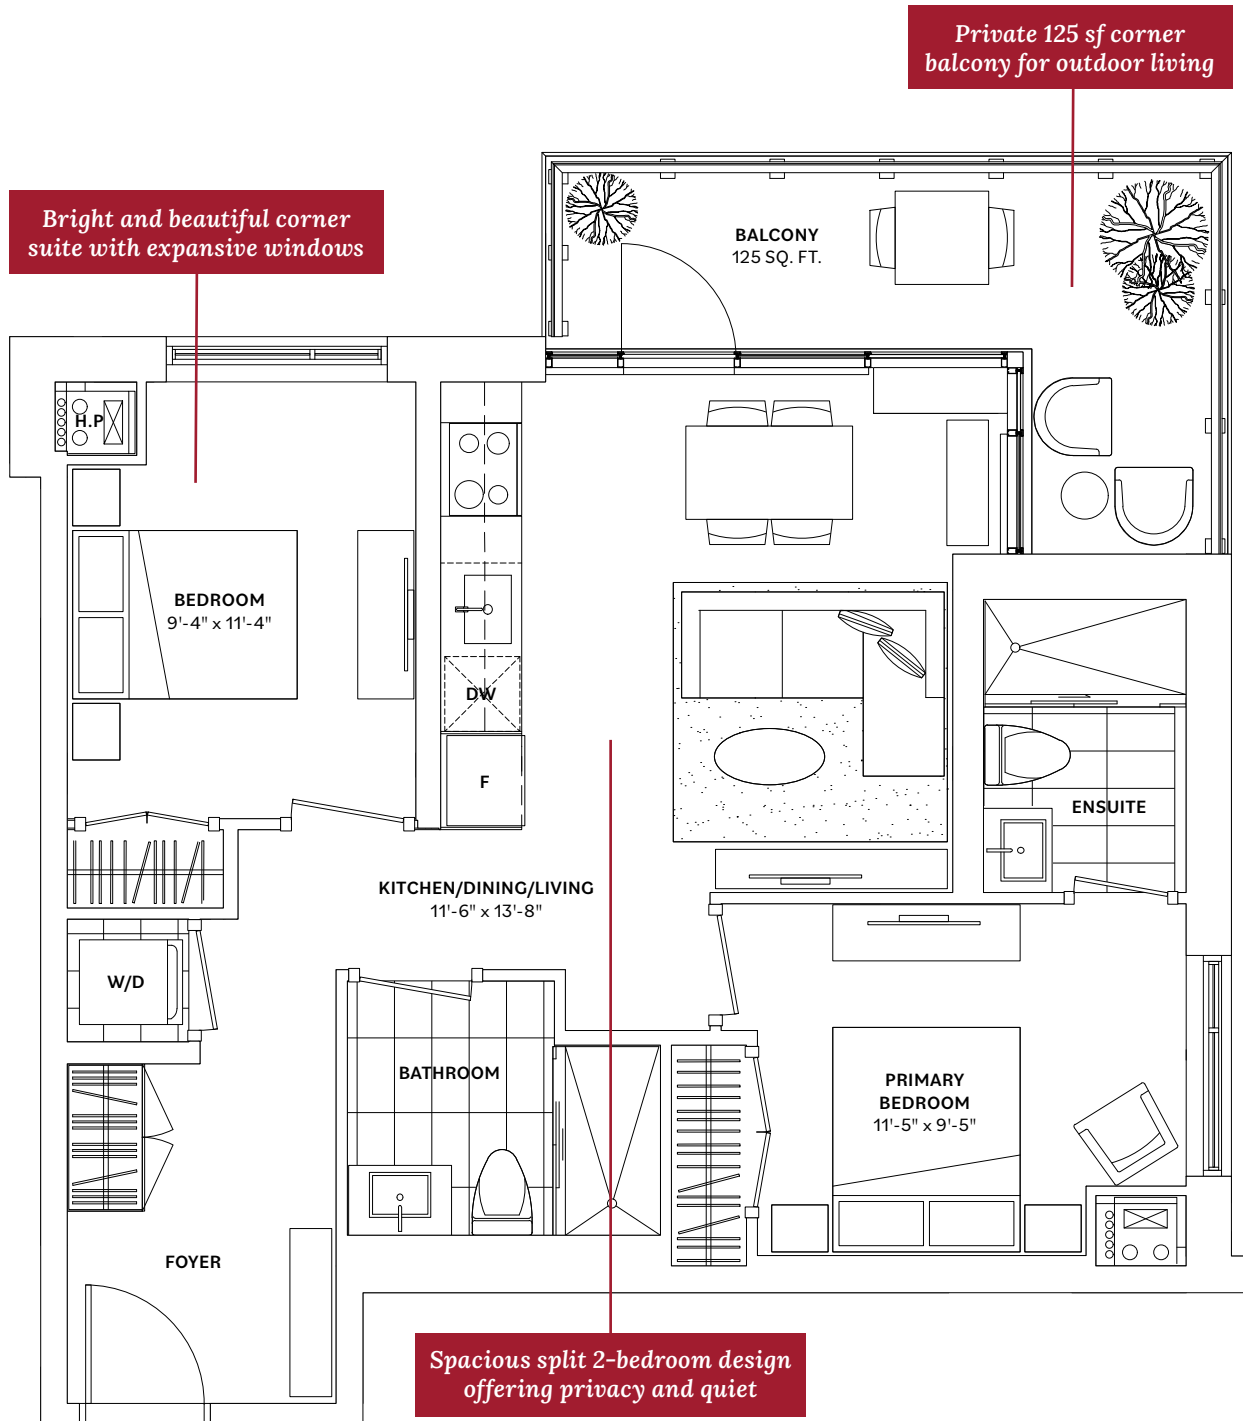 Private 125 sf corner
balcony for outdoor living
Bright and beautiful corner
suite with expansive windows
BALCONY
125 SQ. FT.
H.P
BEDROOM
9'-4" x 11'-4"
DW
F
ENSUITE
KITCHEN/DINING/LIVING
11'-6" x 13'-8"
W/D
BATHROOM
PRIMARY
BEDROOM
11'-5" x 9'-5"
FOYER
Spacious split 2-bedroom design
offering privacy and quiet